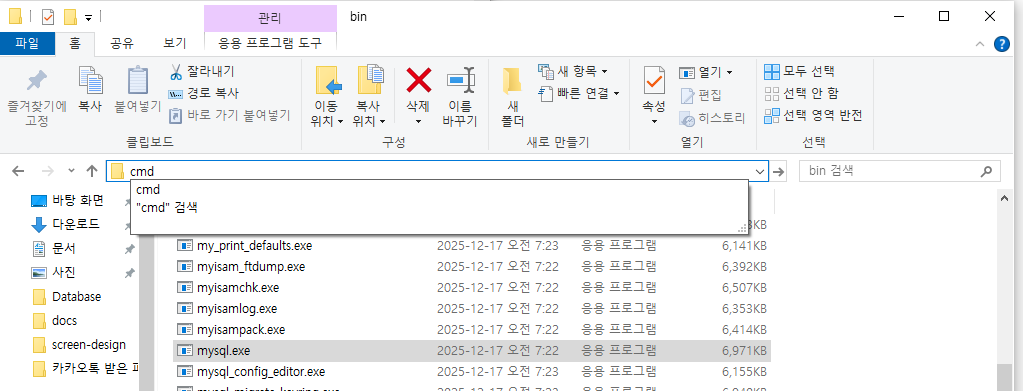 관리
bin
파일 홈 공유 보기 응용 프로그램 도구
즐겨찾기에 고정
복사
붙여넣기
잘라내기
경로 복사
바로 가기 붙여넣기
클립보드
이동 위치
복사 위치
삭제
이름 바꾸기
구성
새 폴더
새 항목
빠른 연결
새로 만들기
속성
열기
편집
히스토리
열기
모두 선택
선택 안 함
선택 영역 반전
선택
cmd
bin 검색
cmd
"cmd" 검색
바탕 화면
다운로드
문서
사진
Database
docs
screen-design
카카오톡 받은
my_print_defaults.exe 2025-12-17 오전 7:23 응용 프로그램 6,141KB
myisam_ftdump.exe 2025-12-17 오전 7:22 응용 프로그램 6,392KB
myisamchk.exe 2025-12-17 오전 7:22 응용 프로그램 6,507KB
myisamlog.exe 2025-12-17 오전 7:22 응용 프로그램 6,353KB
myisampack.exe 2025-12-17 오전 7:22 응용 프로그램 6,414KB
mysql.exe 2025-12-17 오전 7:22 응용 프로그램 6,971KB
mysql_config_editor.exe 2025-12-17 오전 7:22 응용 프로그램 6,155KB